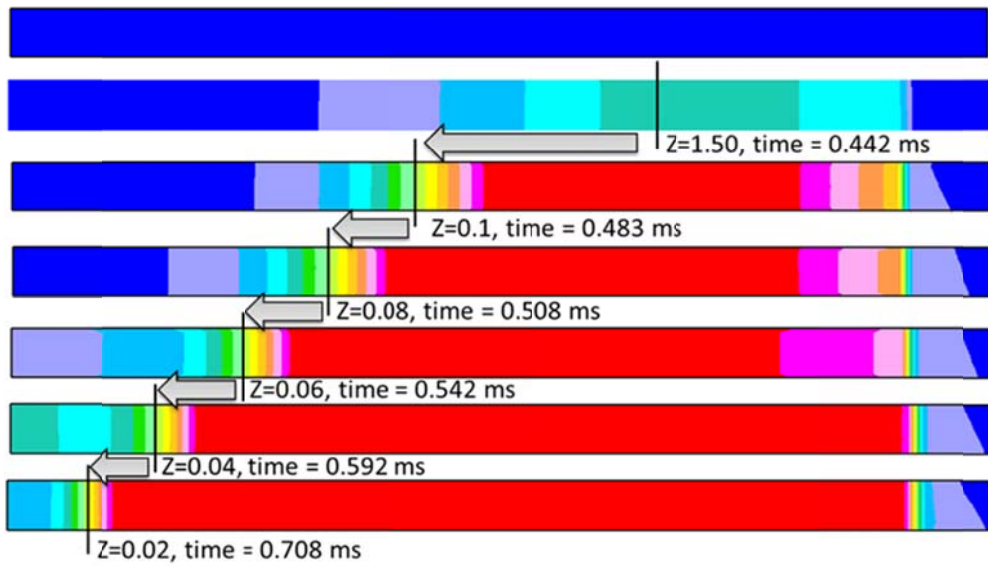 Z=1.50, time = 0.442 ms
Z=0.1, time = 0.483 ms
Z=0.08, time = 0.508 ms
Z=0.06, time = 0.542 ms
Z=0.04, time = 0.592 ms
Z=0.02, time = 0.708 ms